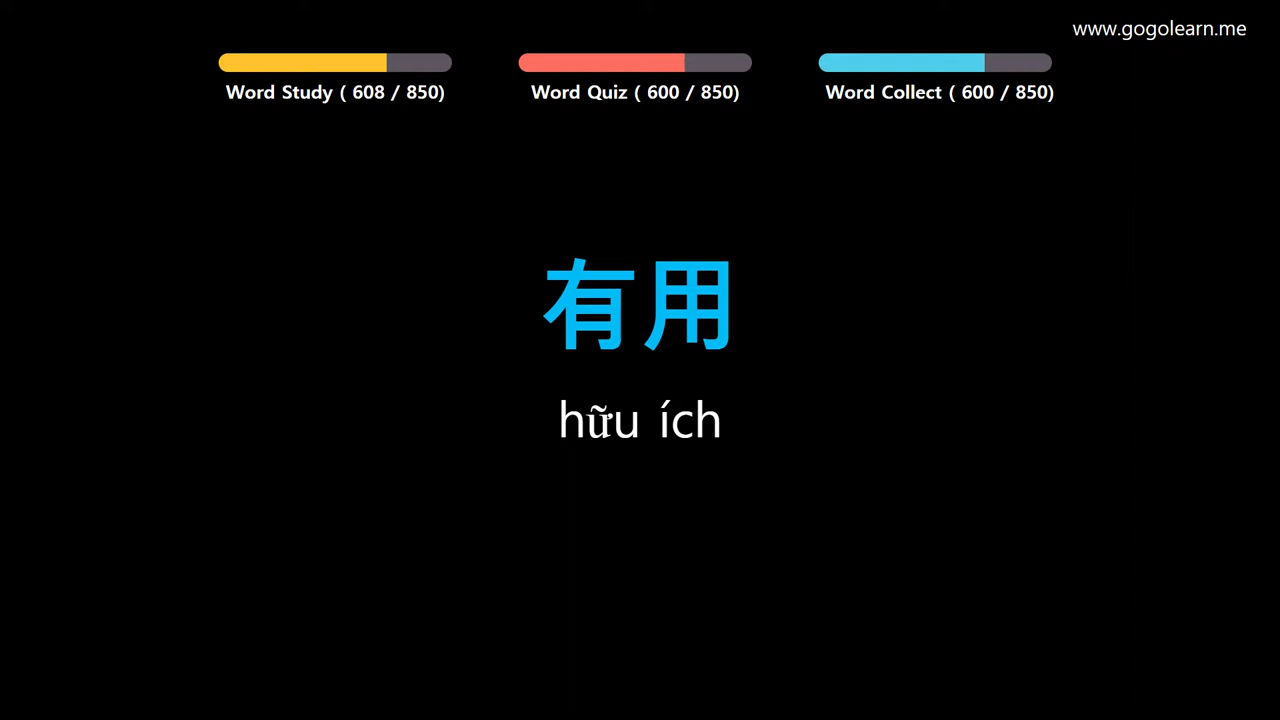 www.gogolearn.me
Word Study ( 608 / 850)
Word Quiz ( 600 / 850)
Word Collect ( 600 / 850)
有用
hữu ích